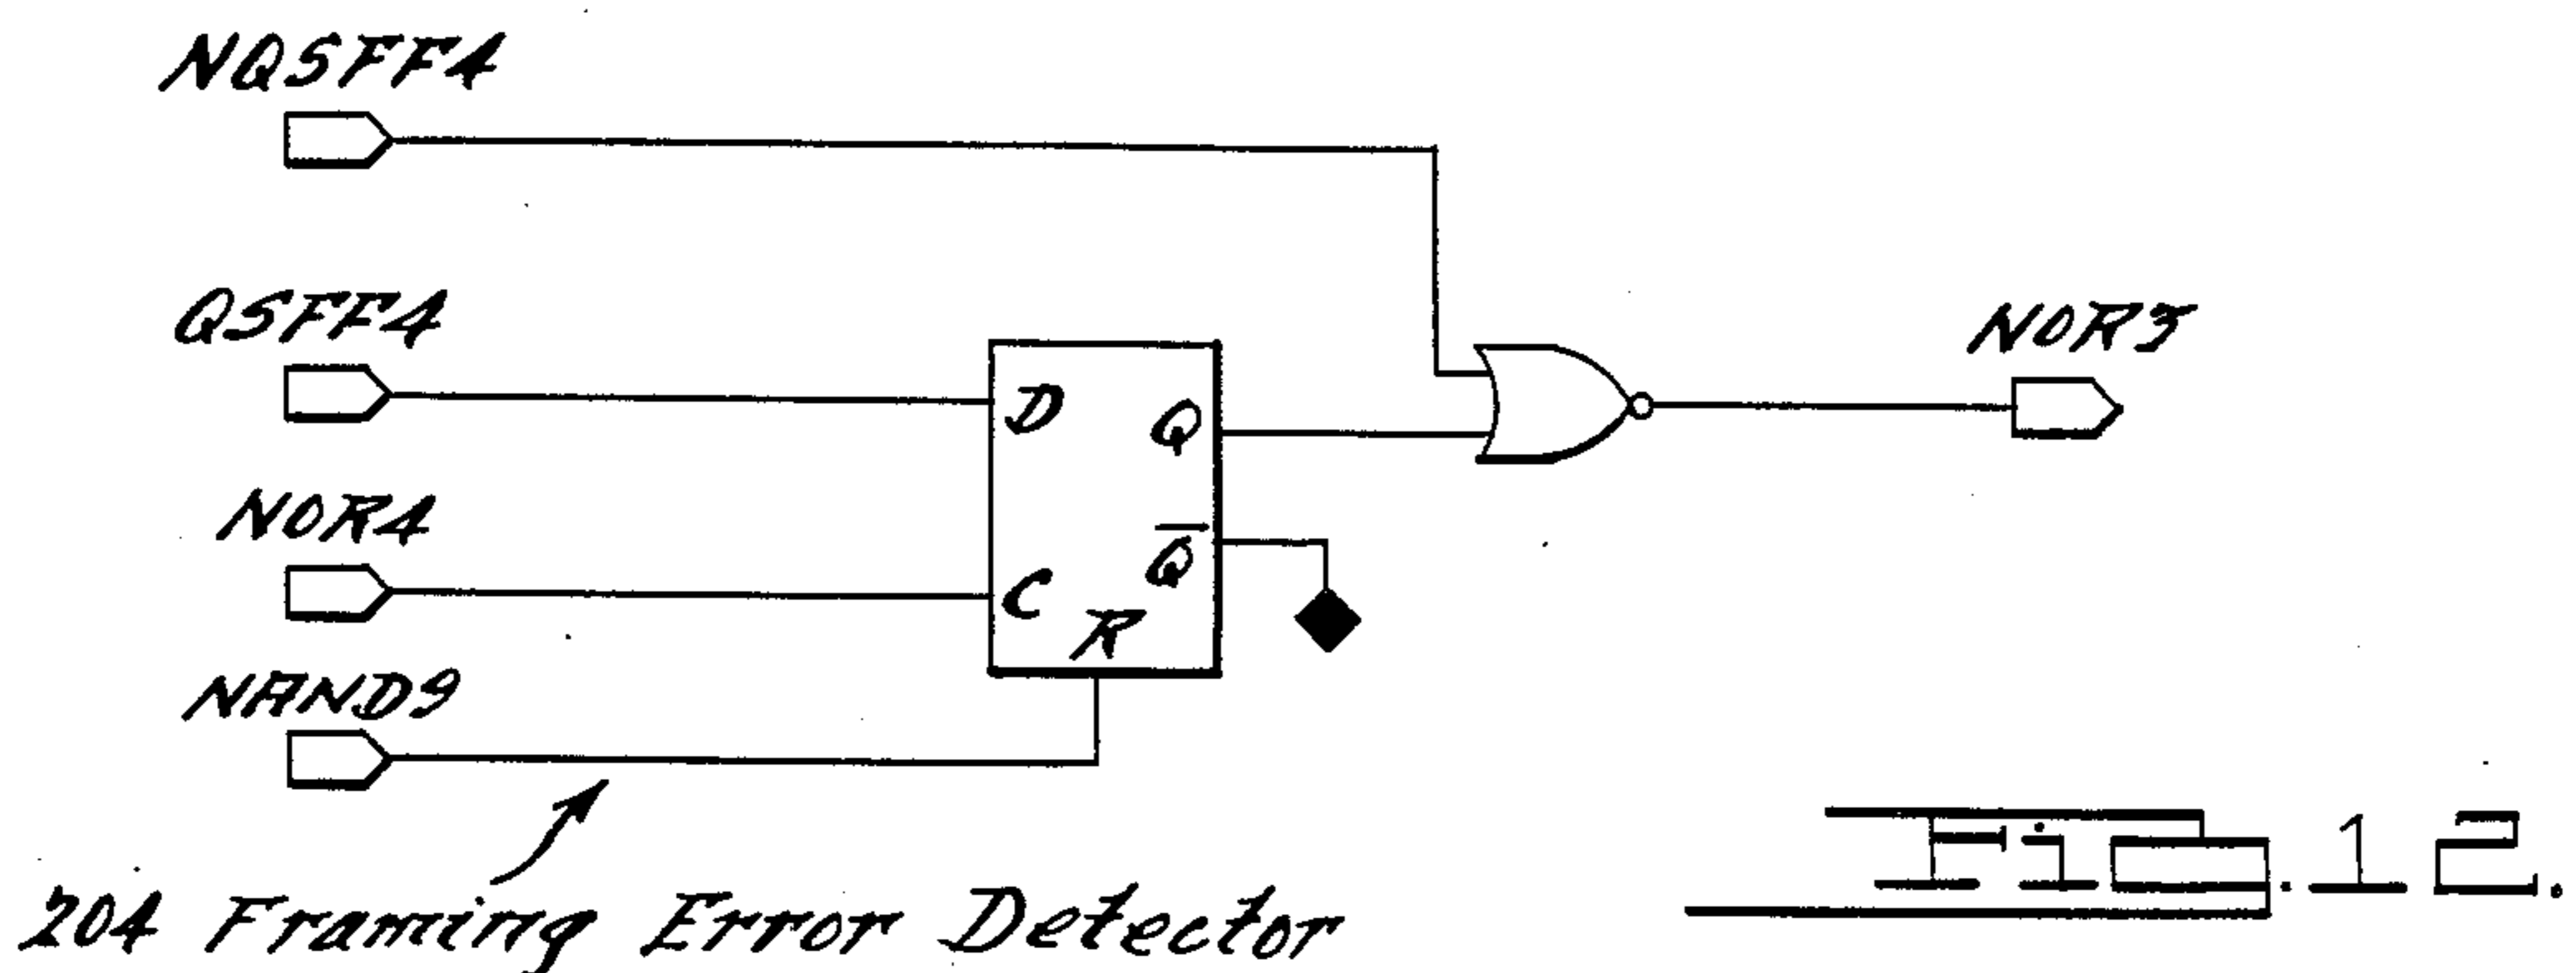 NQSFF4
QSFF4
NOR3
D
Q
NOR4
Q̅
C
R
NAND9
204 Framing Error Detector
Fig. 12.